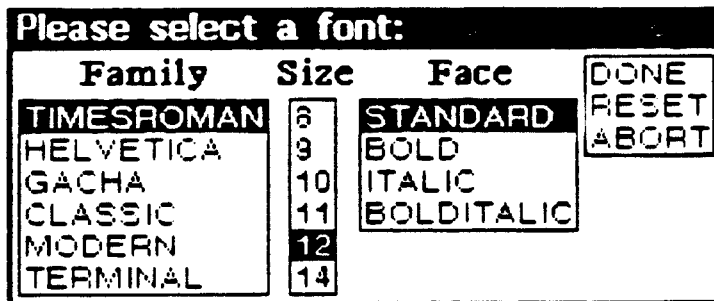 Please select a font:
Family Size Face
DONE
RESET
ABORT
TIMESROMAN
HELVETICA
GACHA
CLASSIC
MODERN
TERMINAL
8
9
10
11
12
14
STANDARD
BOLD
ITALIC
BOLDITALIC